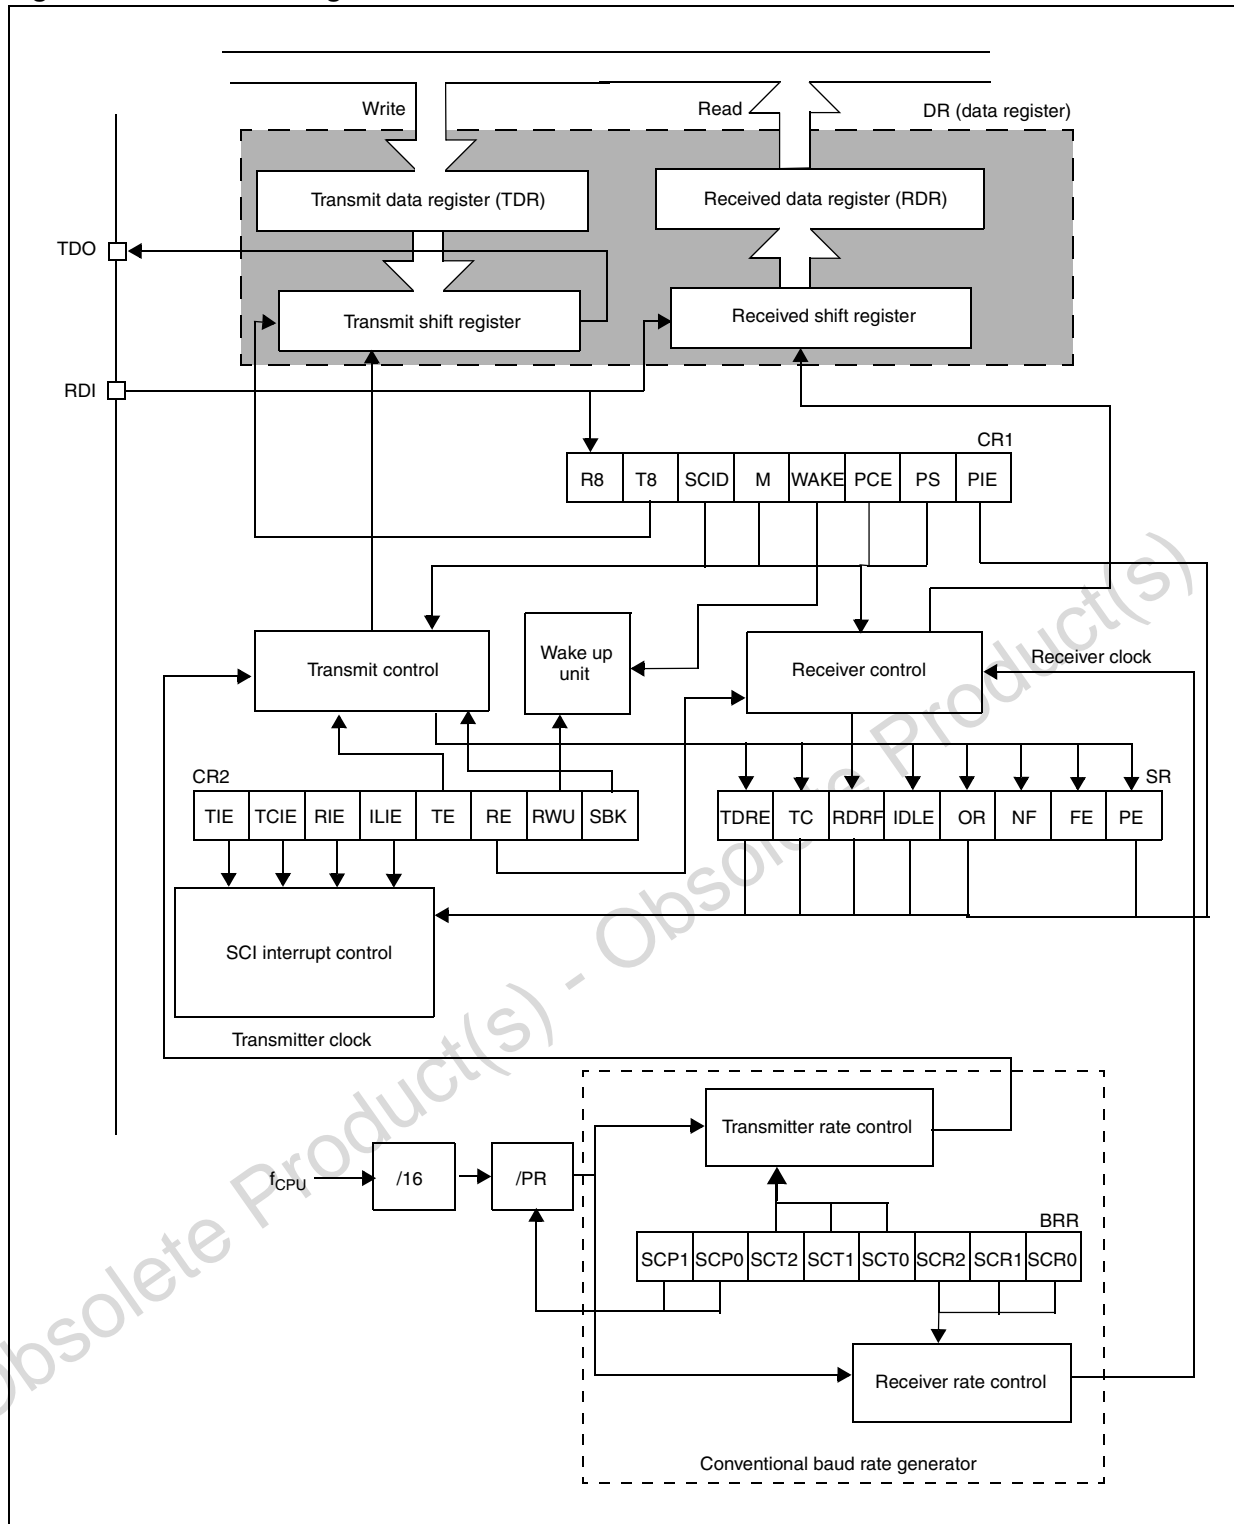 Write
Read
DR (data register)
Transmit data register (TDR)
Received data register (RDR)
TDO
Transmit shift register
Received shift register
RDI
CR1
R8 T8 SCID M WAKE PCE PS PIE
Transmit control
Wake up
unit
Receiver control
Receiver clock
CR2
TIE TCIE RIE ILIE TE RE RWU SBK
SR
TDRE TC RDRF IDLE OR NF FE PE
SCI interrupt control
Transmitter clock
Transmitter rate control
fCPU
/16
/PR
BRR
SCP1 SCP0 SCT2 SCT1 SCT0 SCR2 SCR1 SCR0
Receiver rate control
Conventional baud rate generator
Obsolete Product(s) - Obsolete Product(s)